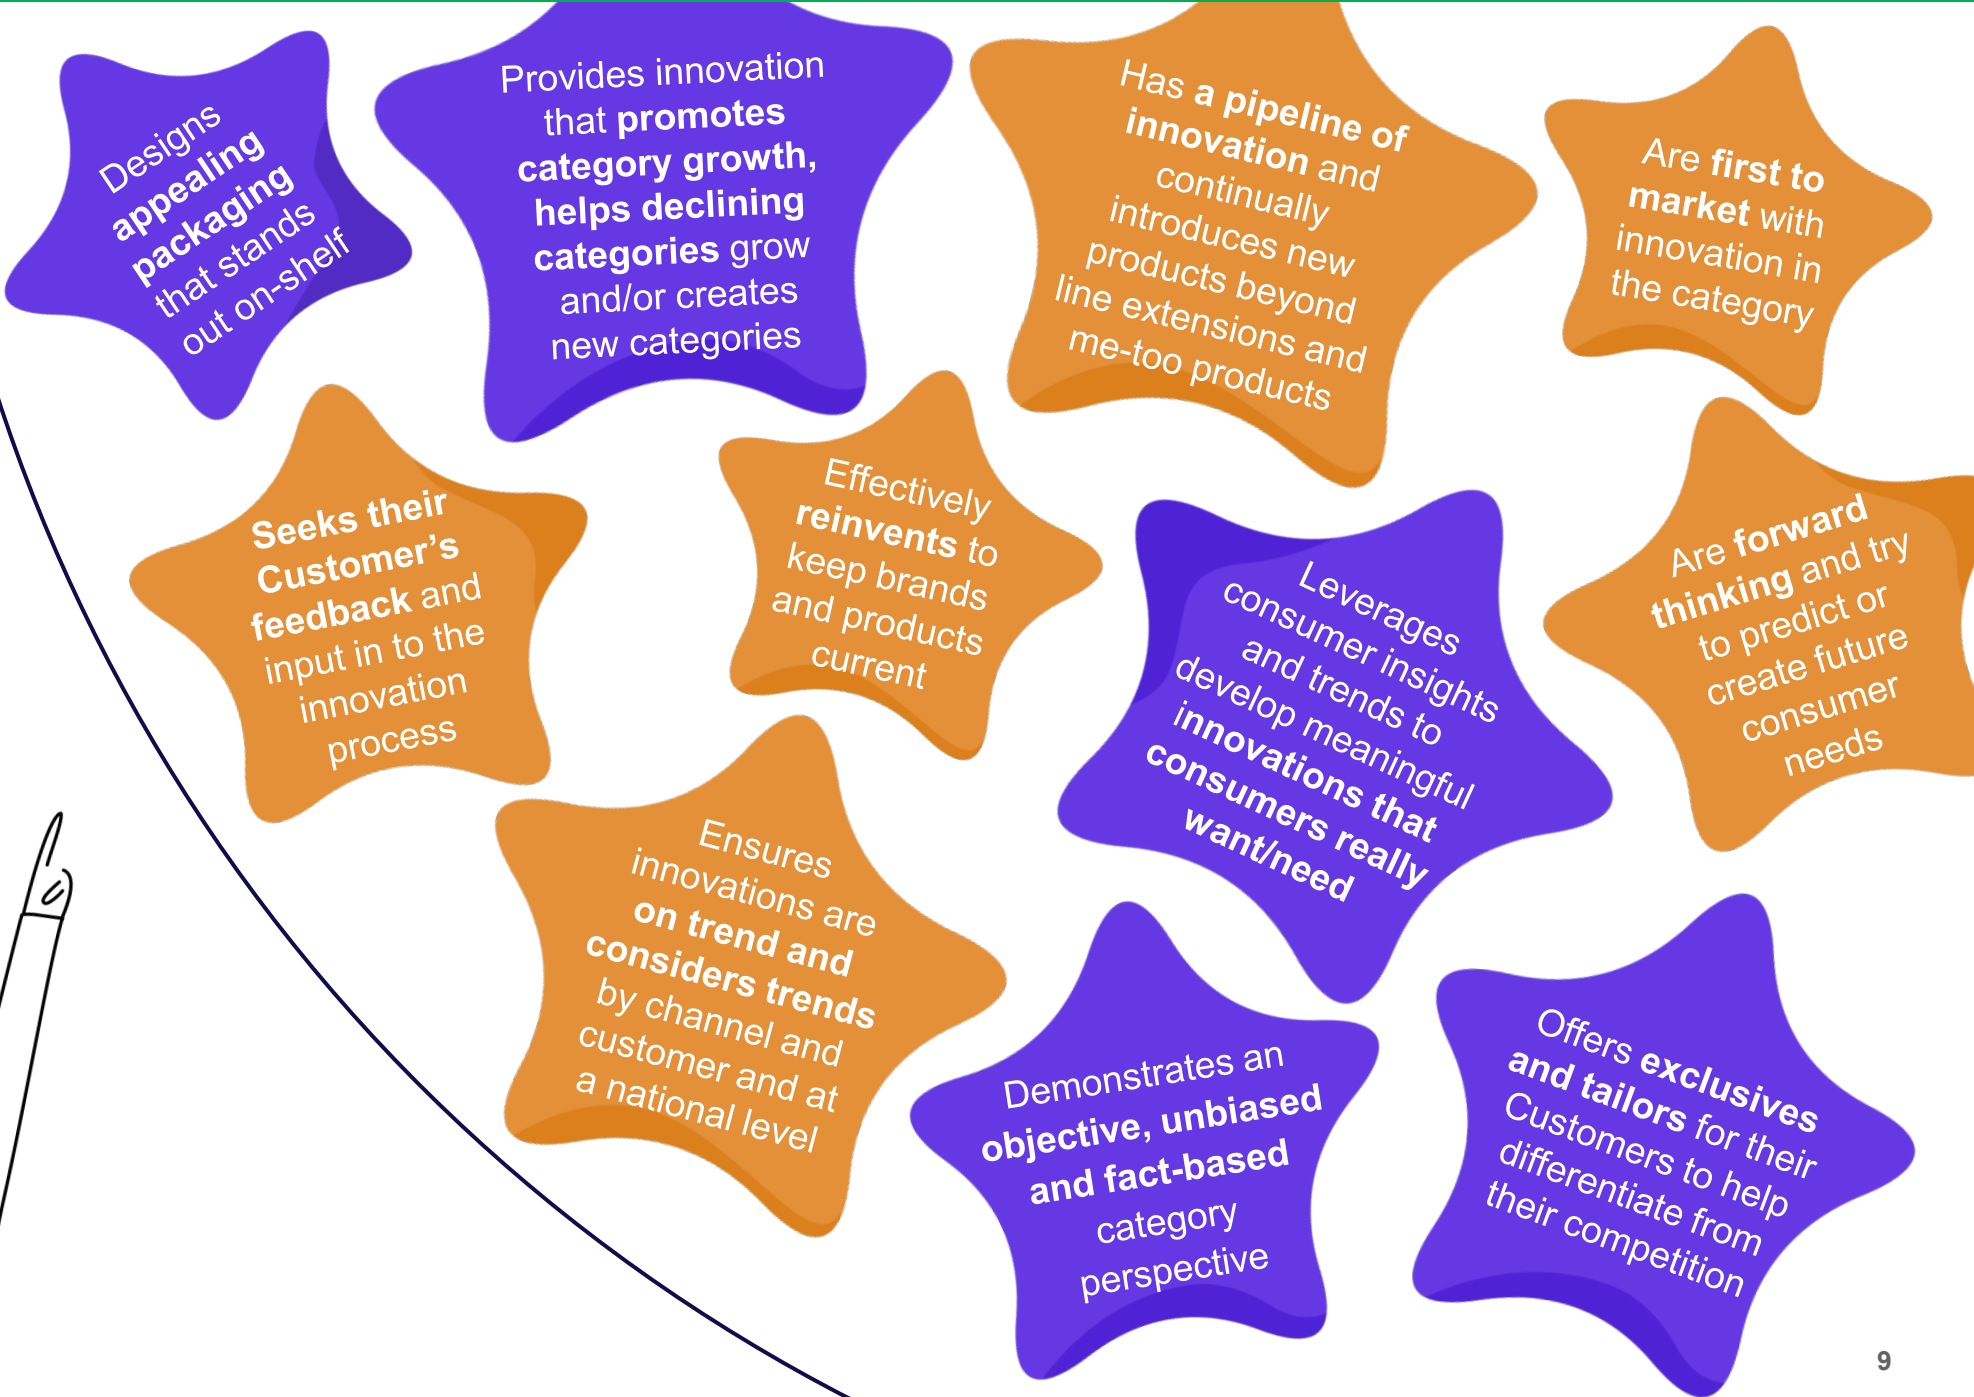 Designs
appealing
packaging
that stands
out on-shelf
Provides innovation
that promotes
category growth,
helps declining
categories grow
and/or creates
new categories
Has a pipeline of
innovation and
continually
introduces new
products beyond
line extensions and
me-too products
Are first to
market with
innovation in
the category
Seeks their
Customer’s
feedback and
input in to the
innovation
process
Effectively
reinvents to
keep brands
and products
current
Leverages
consumer insights
and trends to
develop meaningful
innovations that
consumers really
want/need
Are forward
thinking and try
to predict or
create future
consumer
needs
Ensures
innovations are
on trend and
considers trends
by channel and
customer and at
a national level
Demonstrates an
objective, unbiased
and fact-based
category
perspective
Offers exclusives
and tailors for their
Customers to help
differentiate from
their competition
9